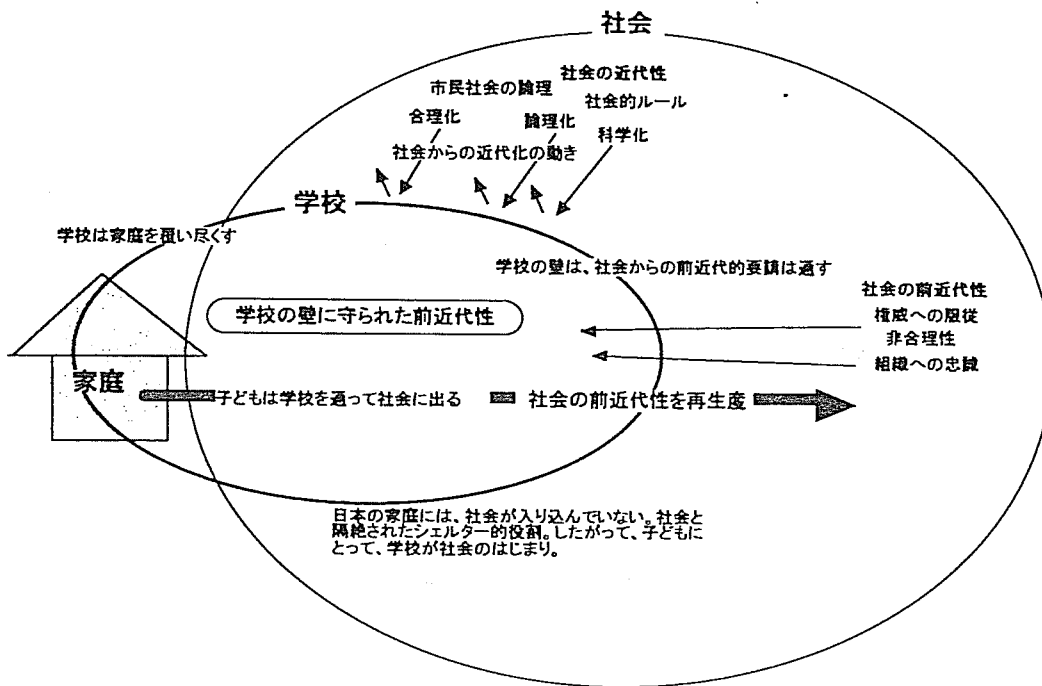 社会
社会の近代性
市民社会の論理
社会的ルール
合理化
論理化
科学化
社会からの近代化の動き
学校
学校は家庭を覆い尽くす
学校の壁は、社会からの前近代的要請は通す
社会の前近代性
学校の壁に守られた前近代性
権威への服従
非合理性
組織への忠誠
家庭
子どもは学校を通って社会に出る
社会の前近代性を再生産
日本の家庭には、社会が入り込んでいない。社会と
隔絶されたシェルター的役割。したがって、子どもに
とって、学校が社会のはじまり。